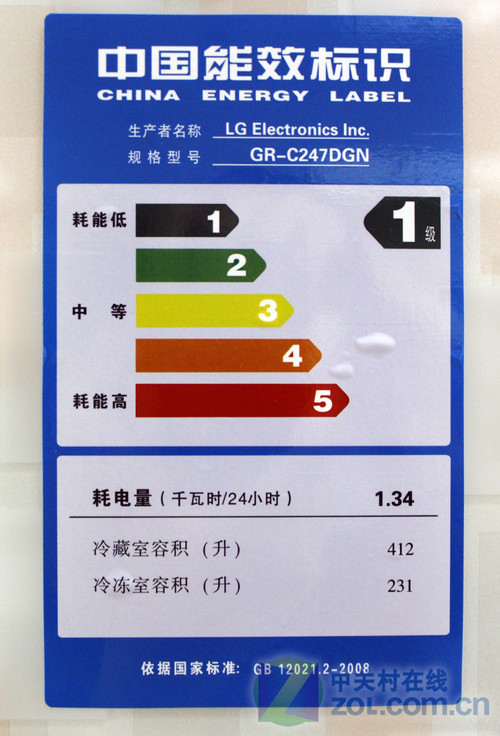 中国能效标识
CHINA ENERGY LABEL
生产者名称 LG Electronics Inc.
规格型号 GR-C247DGN
耗能低 1 1级
2
中等 3
4
耗能高 5
耗电量（千瓦时/24小时） 1.34
冷藏室容积（升） 412
冷冻室容积（升） 231
依据国家标准: GB 12021.2-2008
中关村在线
zol.com.cn